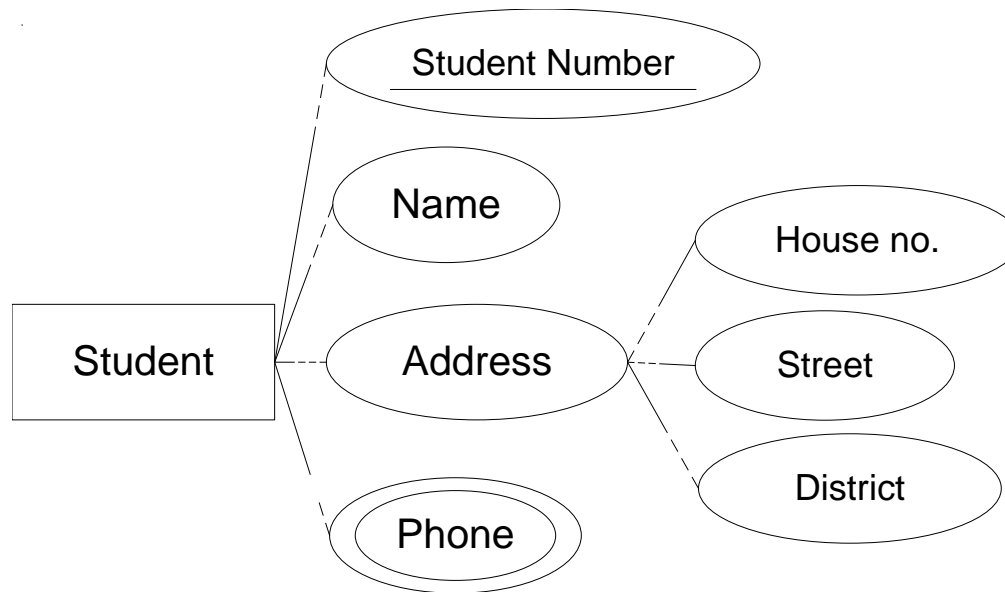 Student Number
Name
House no.
Student
Address
Street
District
Phone